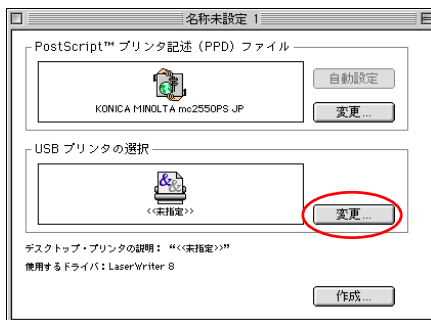 名称未設定 1
PostScript™ プリンタ記述（PPD）ファイル
自動設定
KONICA MINOLTA mc2550PS JP
変更...
USB プリンタの選択
<<未指定>>
変更...
デスクトップ・プリンタの説明： “<<未指定>>”
使用するドライバ：LaserWriter 8
作成...